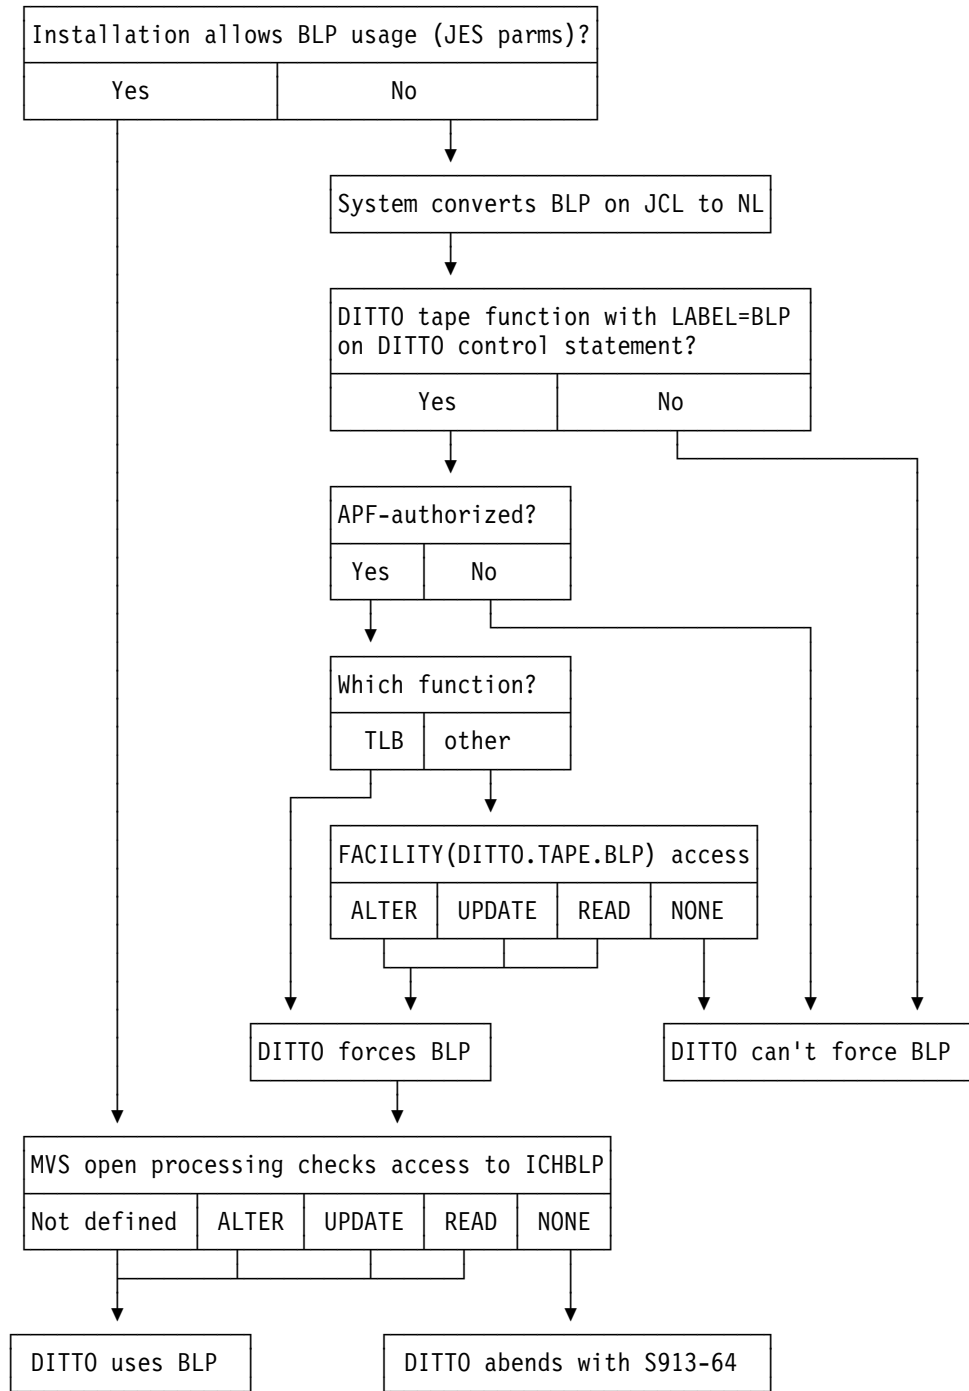 Installation allows BLP usage (JES parms)?
Yes No
System converts BLP on JCL to NL
DITTO tape function with LABEL=BLP
on DITTO control statement?
Yes No
APF-authorized?
Yes No
Which function?
TLB other
FACILITY(DITTO.TAPE.BLP) access
ALTER UPDATE READ NONE
DITTO forces BLP DITTO can't force BLP
MVS open processing checks access to ICHBLP
Not defined ALTER UPDATE READ NONE
DITTO uses BLP DITTO abends with S913-64